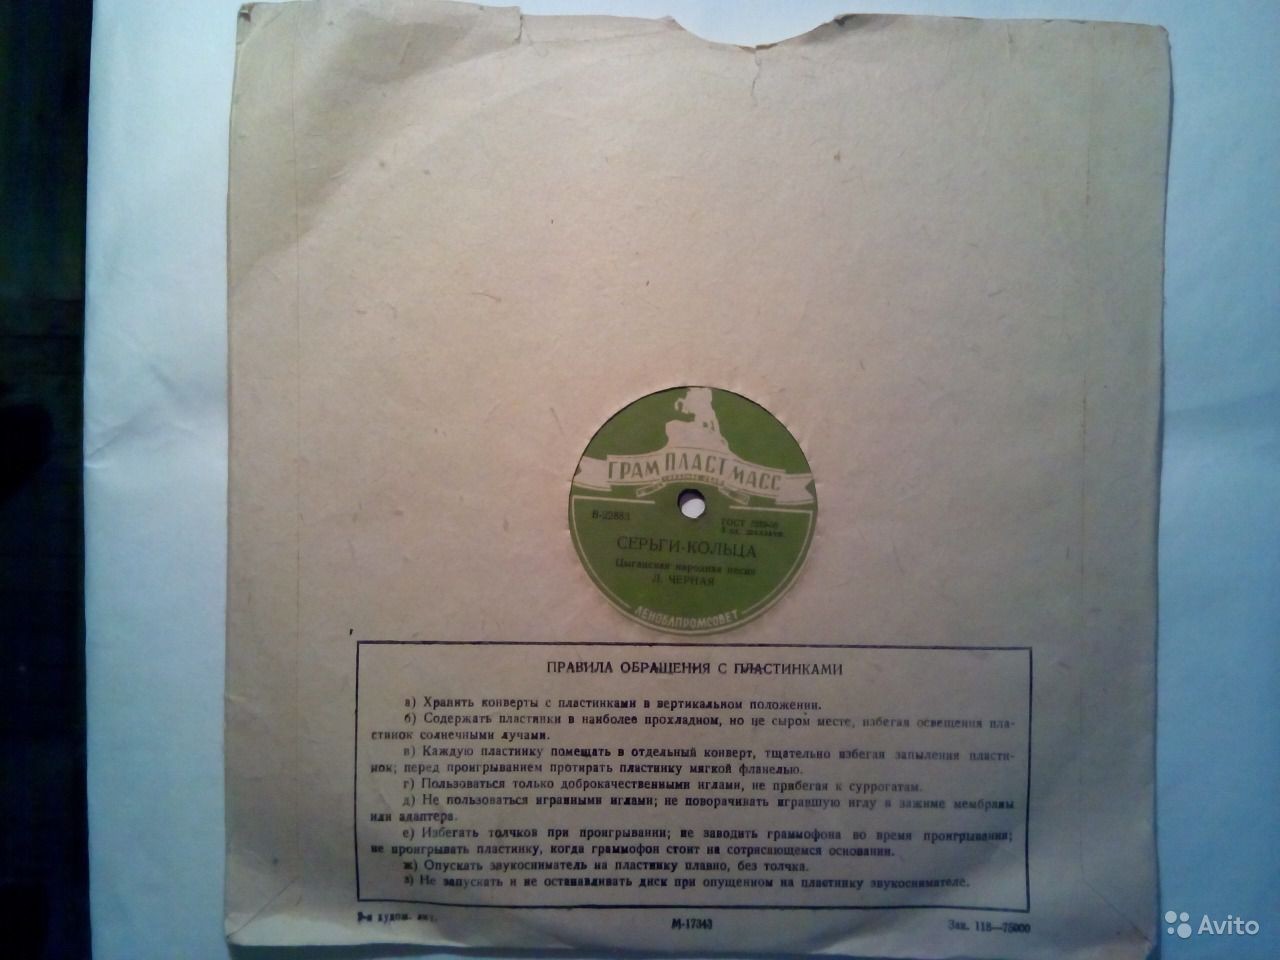 ГРАМПЛАСТМАСС
В-22883
ГОСТ
СЕРЬГИ-КОЛЬЦА
Цыганская народная песня
Л. ЧЕРНАЯ
ЛЕНОБЛПРОМСОВЕТ
ПРАВИЛА ОБРАЩЕНИЯ С ПЛАСТИНКАМИ
а) Хранить конверты с пластинками в вертикальном положении.
б) Содержать пластинки в наиболее прохладном, но не сыром месте, избегая освещения пла-
стинок солнечными лучами.
в) Каждую пластинку помещать в отдельный конверт, тщательно избегая запыления пласти-
нок; перед проигрыванием протирать пластинку мягкой фланелью.
г) Пользоваться только доброкачественными иглами, не прибегая к суррогатам.
д) Не пользоваться игранными иглами; не поворачивать игравшую иглу в зажиме мембраны
или адаптера.
е) Избегать толчков при проигрывании; не заводить граммофона во время проигрывания;
не проигрывать пластинку, когда граммофон стоит на сотрясающемся основании.
ж) Опускать звукосниматель на пластинку плавно, без толчка.
з) Не запускать и не останавливать диск при опущенном на пластинку звукоснимателе.
М-17343
Зак. 118—75000
Avito